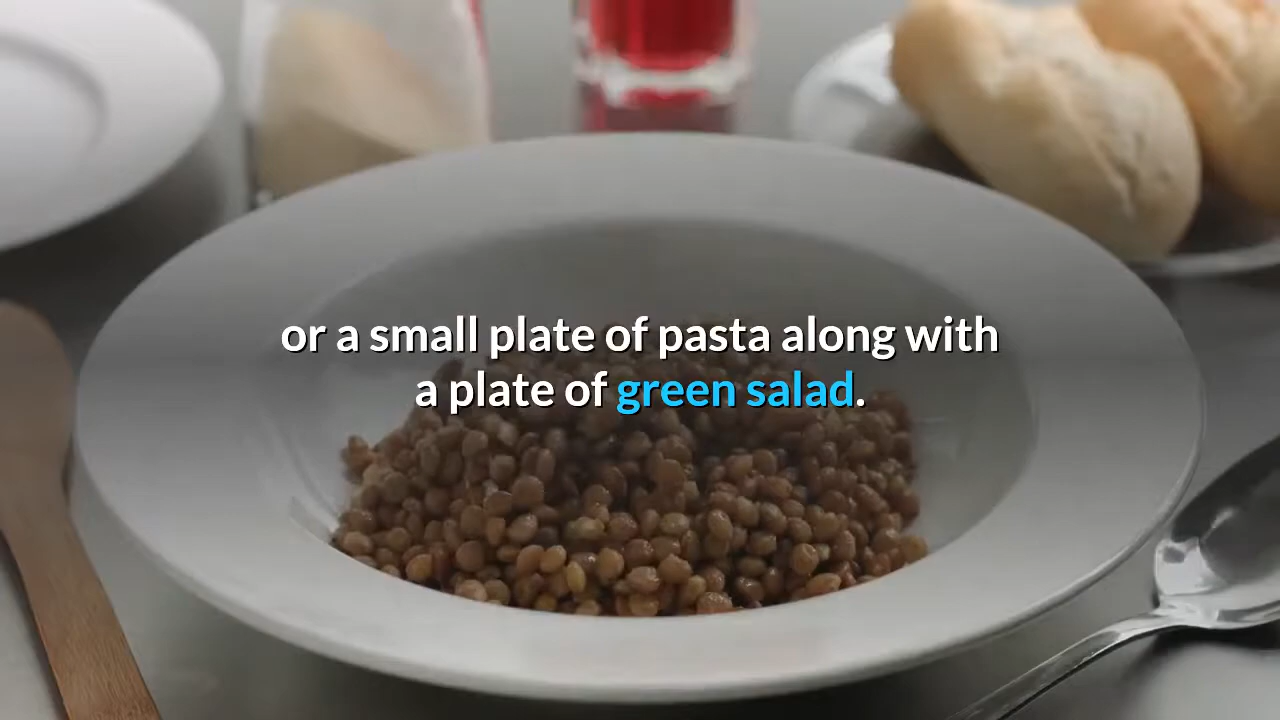 or a small plate of pasta along with
a plate of green salad.